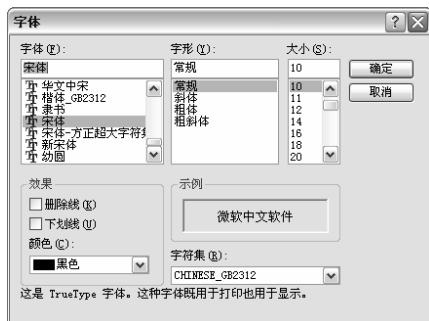 字体
字体(F):
字形(Y):
大小(S):
宋体
常规
10
确定
取消
华文中宋
楷体_GB2312
隶书
宋体
宋体-方正超大字符集
新宋体
幼圆
常规
斜体
粗体
粗斜体
10
11
12
14
16
18
20
效果
删除线(K)
下划线(U)
颜色(C):
黑色
示例
微软中文软件
字符集(R):
CHINESE_GB2312
这是 TrueType 字体。这种字体既用于打印也用于显示。